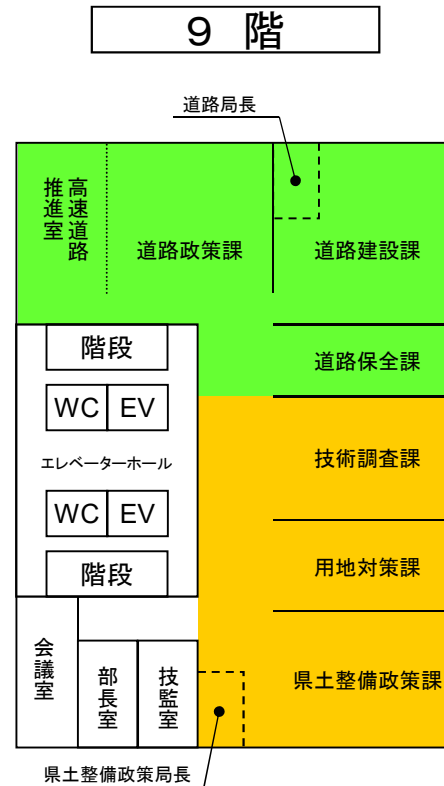 ９ 階
道路局長
高速道路
推進室
道路政策課
道路建設課
階段
道路保全課
WC
EV
エレベーターホール
技術調査課
WC
EV
階段
用地対策課
会議室
部長室
技監室
県土整備政策課
県土整備政策局長